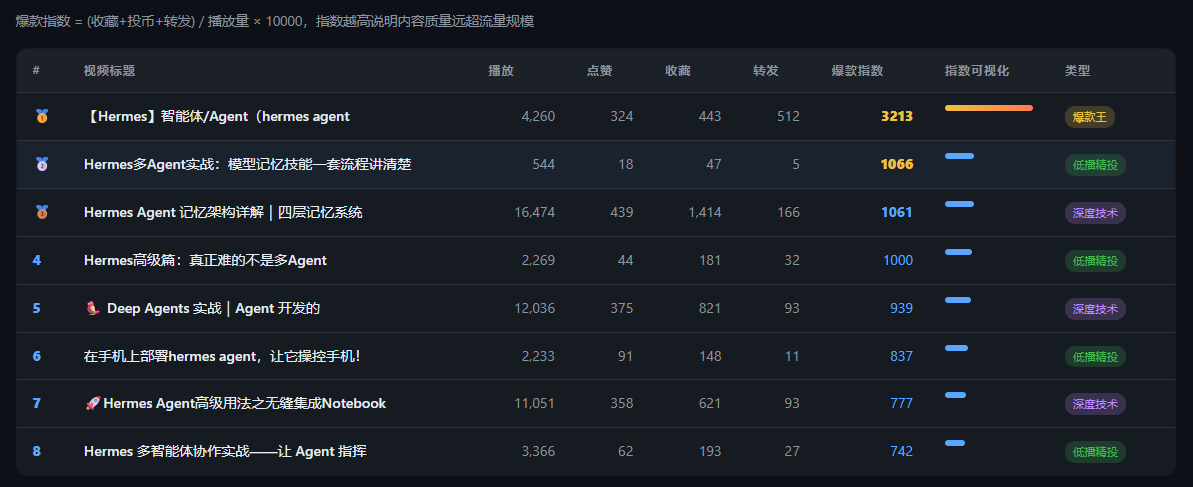 爆款指数 = (收藏+投币+转发) / 播放量 × 10000，指数越高说明内容质量远超流量规模
# 视频标题 播放 点赞 收藏 转发 爆款指数 指数可视化 类型
1 【Hermes】智能体/Agent（hermes agent 4,260 324 443 512 3213 爆款王
2 Hermes多Agent实战：模型记忆技能一套流程讲清楚 544 18 47 5 1066 低播精投
3 Hermes Agent 记忆架构详解 | 四层记忆系统 16,474 439 1,414 166 1061 深度技术
4 Hermes高级篇：真正难的不是多Agent 2,269 44 181 32 1000 低播精投
5 🦜 Deep Agents 实战 | Agent 开发的 12,036 375 821 93 939 深度技术
6 在手机上部署hermes agent，让它操控手机！ 2,233 91 148 11 837 低播精投
7 🚀Hermes Agent高级用法之无缝集成Notebook 11,051 358 621 93 777 深度技术
8 Hermes 多智能体协作实战——让 Agent 指挥 3,366 62 193 27 742 低播精投